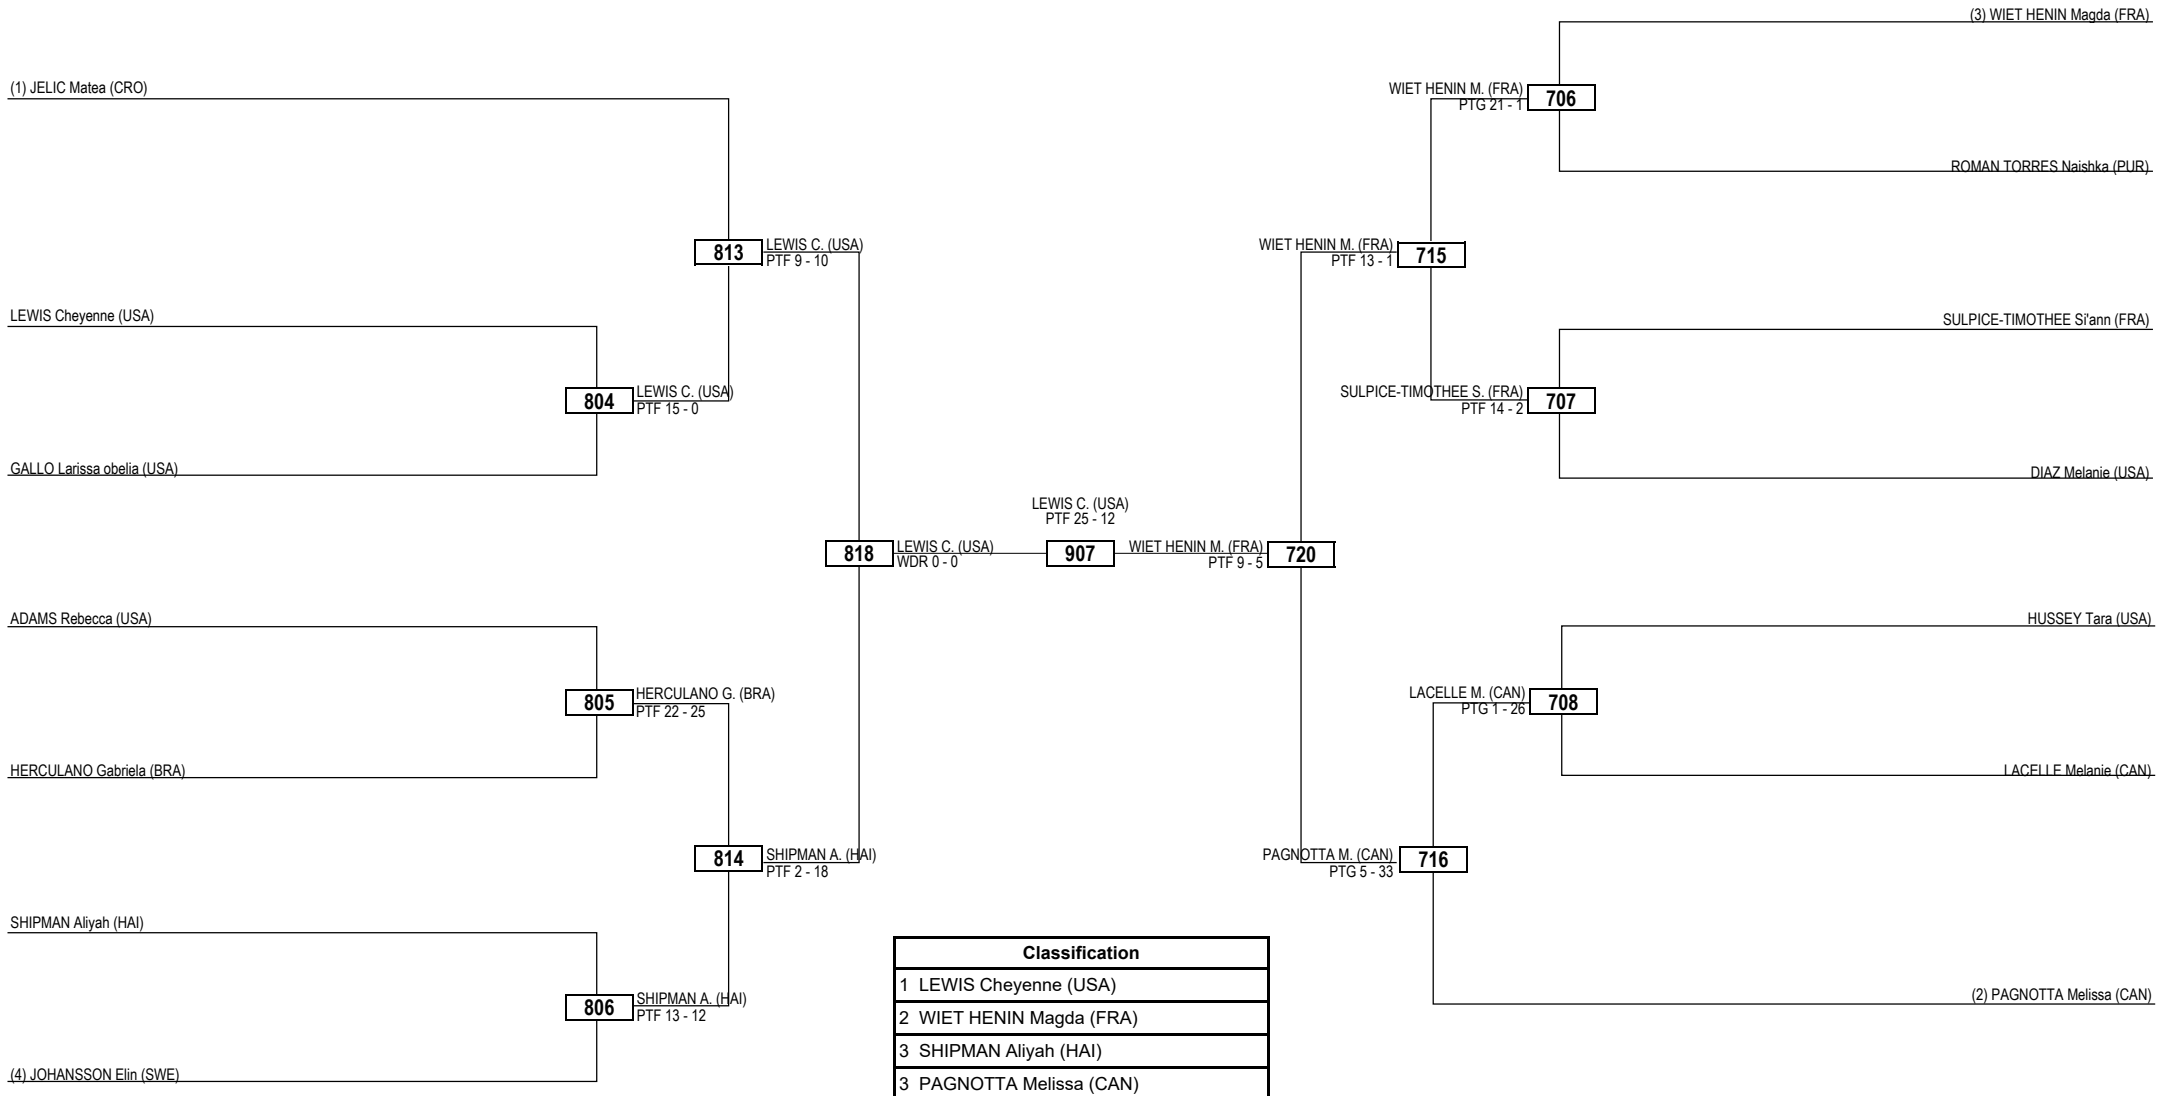 (3) WIET HENIN Magda (FRA)
(1) JELIC Matea (CRO)
WIET HENIN M. (FRA)
PTG 21 - 1
706
ROMAN TORRES Naishka (PUR)
813
LEWIS C. (USA)
PTF 9 - 10
WIET HENIN M. (FRA)
PTF 13 - 1
715
LEWIS Cheyenne (USA)
SULPICE-TIMOTHEE Si'ann (FRA)
804
LEWIS C. (USA)
PTF 15 - 0
SULPICE-TIMOTHEE S. (FRA)
PTF 14 - 2
707
GALLO Larissa obelia (USA)
DIAZ Melanie (USA)
LEWIS C. (USA)
PTF 25 - 12
818
LEWIS C. (USA)
WDR 0 - 0
907
WIET HENIN M. (FRA)
PTF 9 - 5
720
ADAMS Rebecca (USA)
HUSSEY Tara (USA)
805
HERCULANO G. (BRA)
PTF 22 - 25
LACELLE M. (CAN)
PTG 1 - 26
708
HERCULANO Gabriela (BRA)
LACELLE Melanie (CAN)
814
SHIPMAN A. (HAI)
PTF 2 - 18
PAGNOTTA M. (CAN)
PTG 5 - 33
716
SHIPMAN Aliyah (HAI)
806
SHIPMAN A. (HAI)
PTF 13 - 12
(2) PAGNOTTA Melissa (CAN)
(4) JOHANSSON Elin (SWE)
Classification
1 LEWIS Cheyenne (USA)
2 WIET HENIN Magda (FRA)
3 SHIPMAN Aliyah (HAI)
3 PAGNOTTA Melissa (CAN)